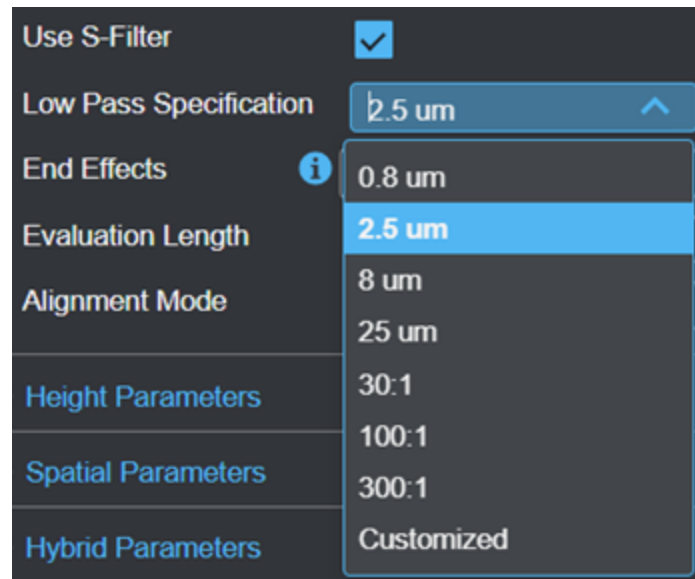 Use S-Filter
Low Pass Specification 2.5 um
End Effects
0.8 um
Evaluation Length
2.5 um
Alignment Mode
8 um
25 um
Height Parameters
30:1
100:1
Spatial Parameters
300:1
Hybrid Parameters
Customized